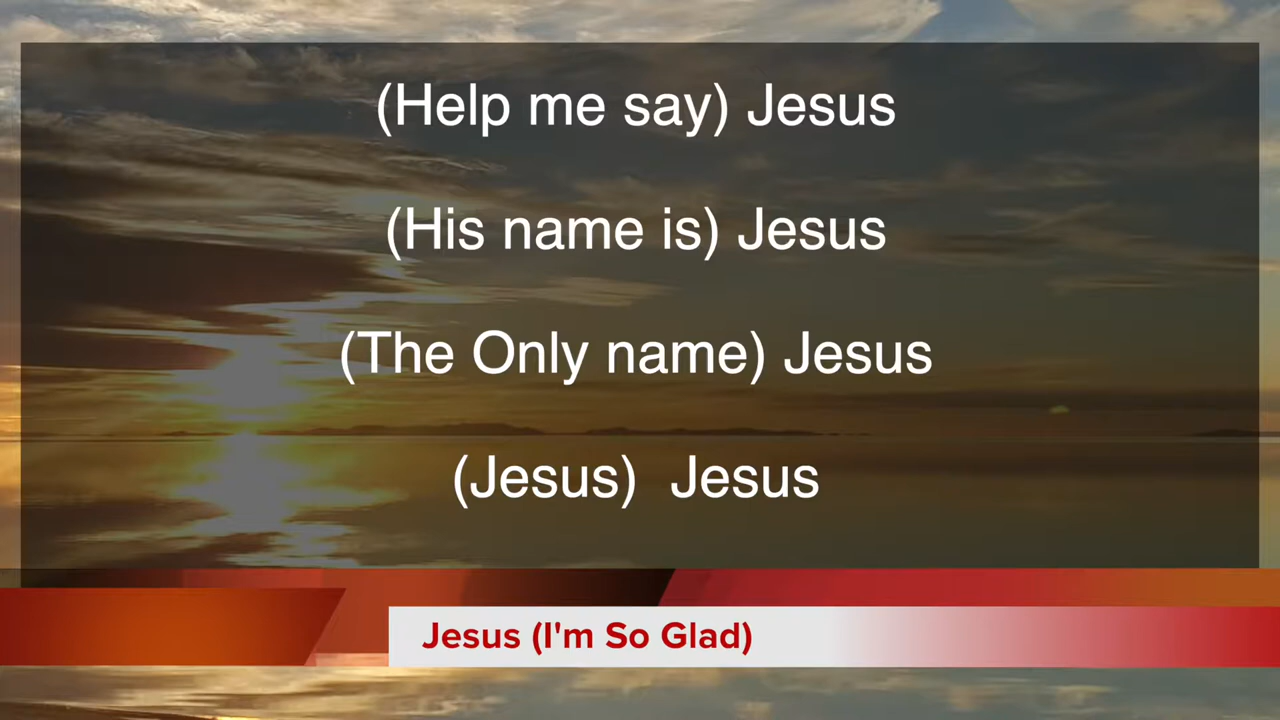 (Help me say) Jesus
(His name is) Jesus
(The Only name) Jesus
(Jesus)  Jesus
Jesus (I'm So Glad)